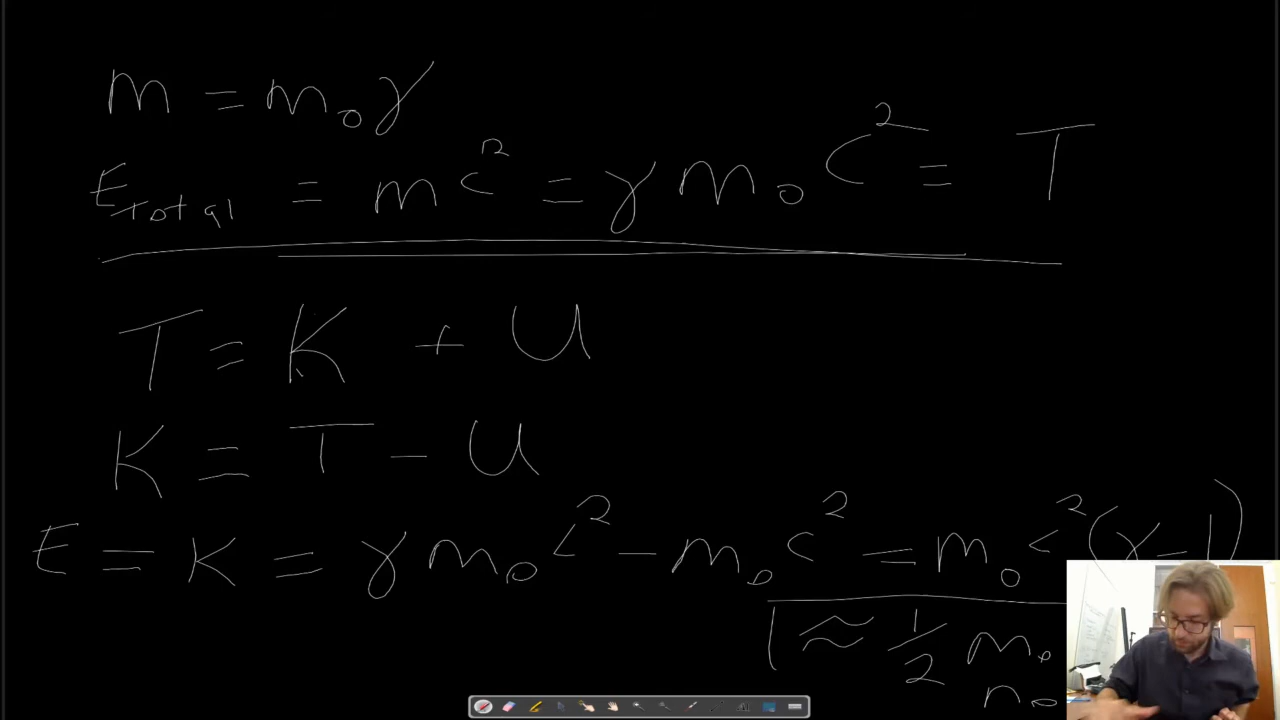 m = m₀γ
E_Total = mc² = γm₀c² = T
T = K + U
K = T - U
E = K = γm₀c² - m₀c² = m₀c²(γ-1)
≈ 1/2 m₀